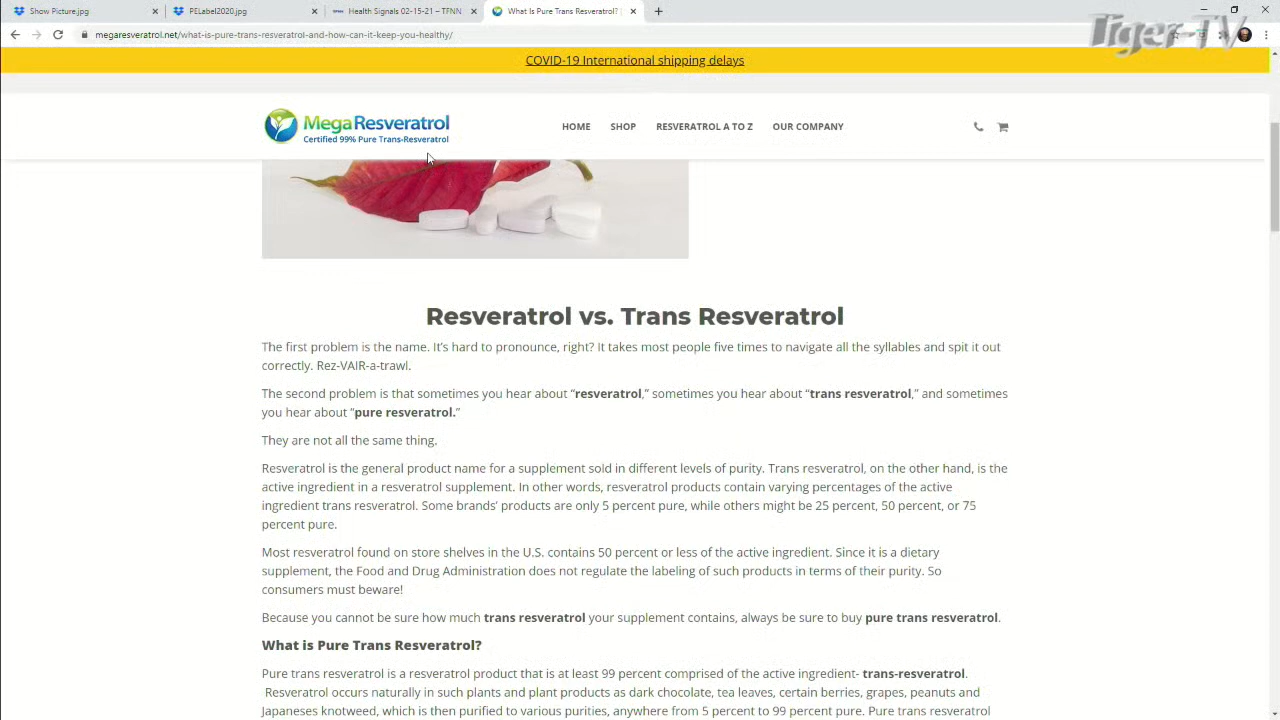 Show Picture.jpg
PELabel2020.jpg
Health Signals 02-15-21 – TFNN
What Is Pure Trans Resveratrol?
Tiger TV
megaresveratrol.net/what-is-pure-trans-resveratrol-and-how-can-it-keep-you-healthy/
COVID-19 International shipping delays
MegaResveratrol
Certified 99% Pure Trans-Resveratrol
HOME SHOP RESVERATROL A TO Z OUR COMPANY
Resveratrol vs. Trans Resveratrol
The first problem is the name. It’s hard to pronounce, right? It takes most people five times to navigate all the syllables and spit it out
correctly. Rez-VAIR-a-trawl.
The second problem is that sometimes you hear about “resveratrol,” sometimes you hear about “trans resveratrol,” and sometimes
you hear about “pure resveratrol.”
They are not all the same thing.
Resveratrol is the general product name for a supplement sold in different levels of purity. Trans resveratrol, on the other hand, is the
active ingredient in a resveratrol supplement. In other words, resveratrol products contain varying percentages of the active
ingredient trans resveratrol. Some brands’ products are only 5 percent pure, while others might be 25 percent, 50 percent, or 75
percent pure.
Most resveratrol found on store shelves in the U.S. contains 50 percent or less of the active ingredient. Since it is a dietary
supplement, the Food and Drug Administration does not regulate the labeling of such products in terms of their purity. So
consumers must beware!
Because you cannot be sure how much trans resveratrol your supplement contains, always be sure to buy pure trans resveratrol.
What is Pure Trans Resveratrol?
Pure trans resveratrol is a resveratrol product that is at least 99 percent comprised of the active ingredient- trans-resveratrol.
Resveratrol occurs naturally in such plants and plant products as dark chocolate, tea leaves, certain berries, grapes, peanuts and
Japaneses knotweed, which is then purified to various purities, anywhere from 5 percent to 99 percent pure. Pure trans resveratrol